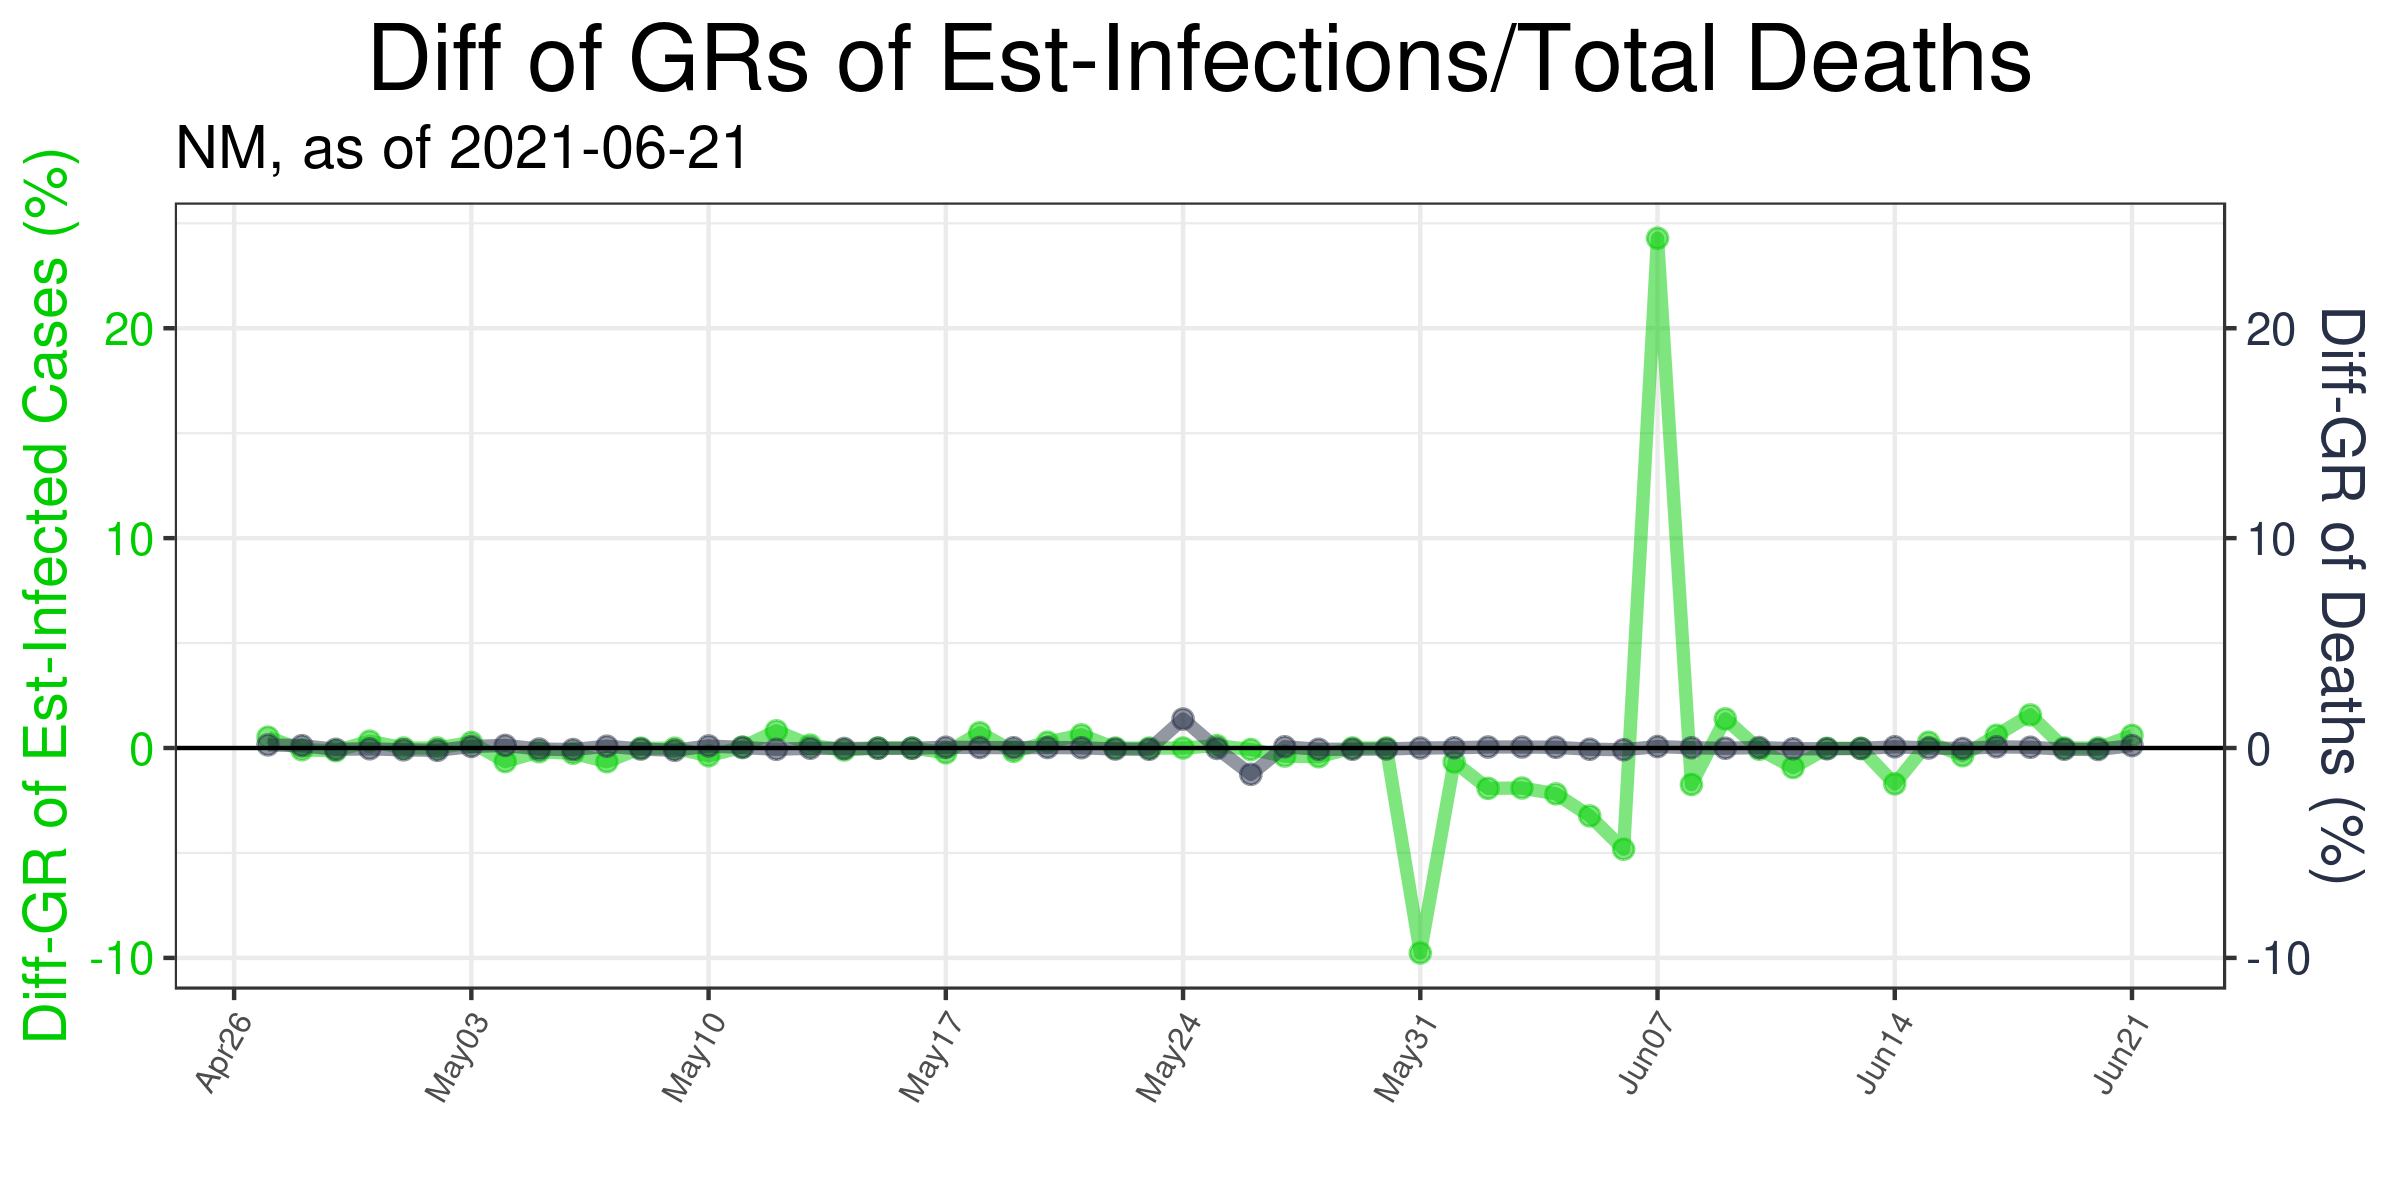 Diff of GRs of Est-Infections/Total Deaths
NM, as of 2021-06-21
Diff-GR of Est-Infected Cases (%)
20
10
0
-10
20
10
0
-10
Diff-GR of Deaths (%)
Apr26
May03
May10
May17
May24
May31
Jun07
Jun14
Jun21